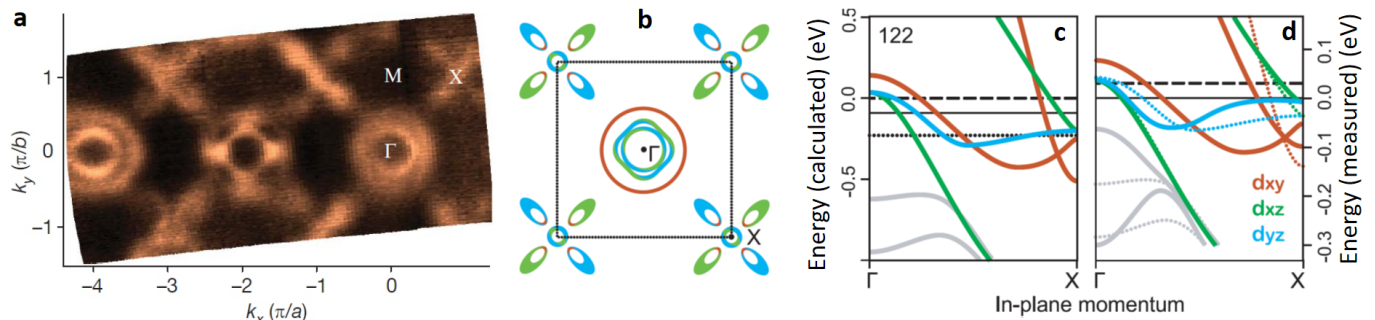 a
M
X
Γ
1
0
−1
k_y (π/b)
−4
−3
−2
−1
0
k_x (π/a)
b
Γ
X
c
122
0.5
0.0
-0.5
Energy (calculated) (eV)
Γ
X
d
0.1
0.0
-0.1
-0.2
-0.3
Energy (measured) (eV)
dxy
dxz
dyz
Γ
X
In-plane momentum